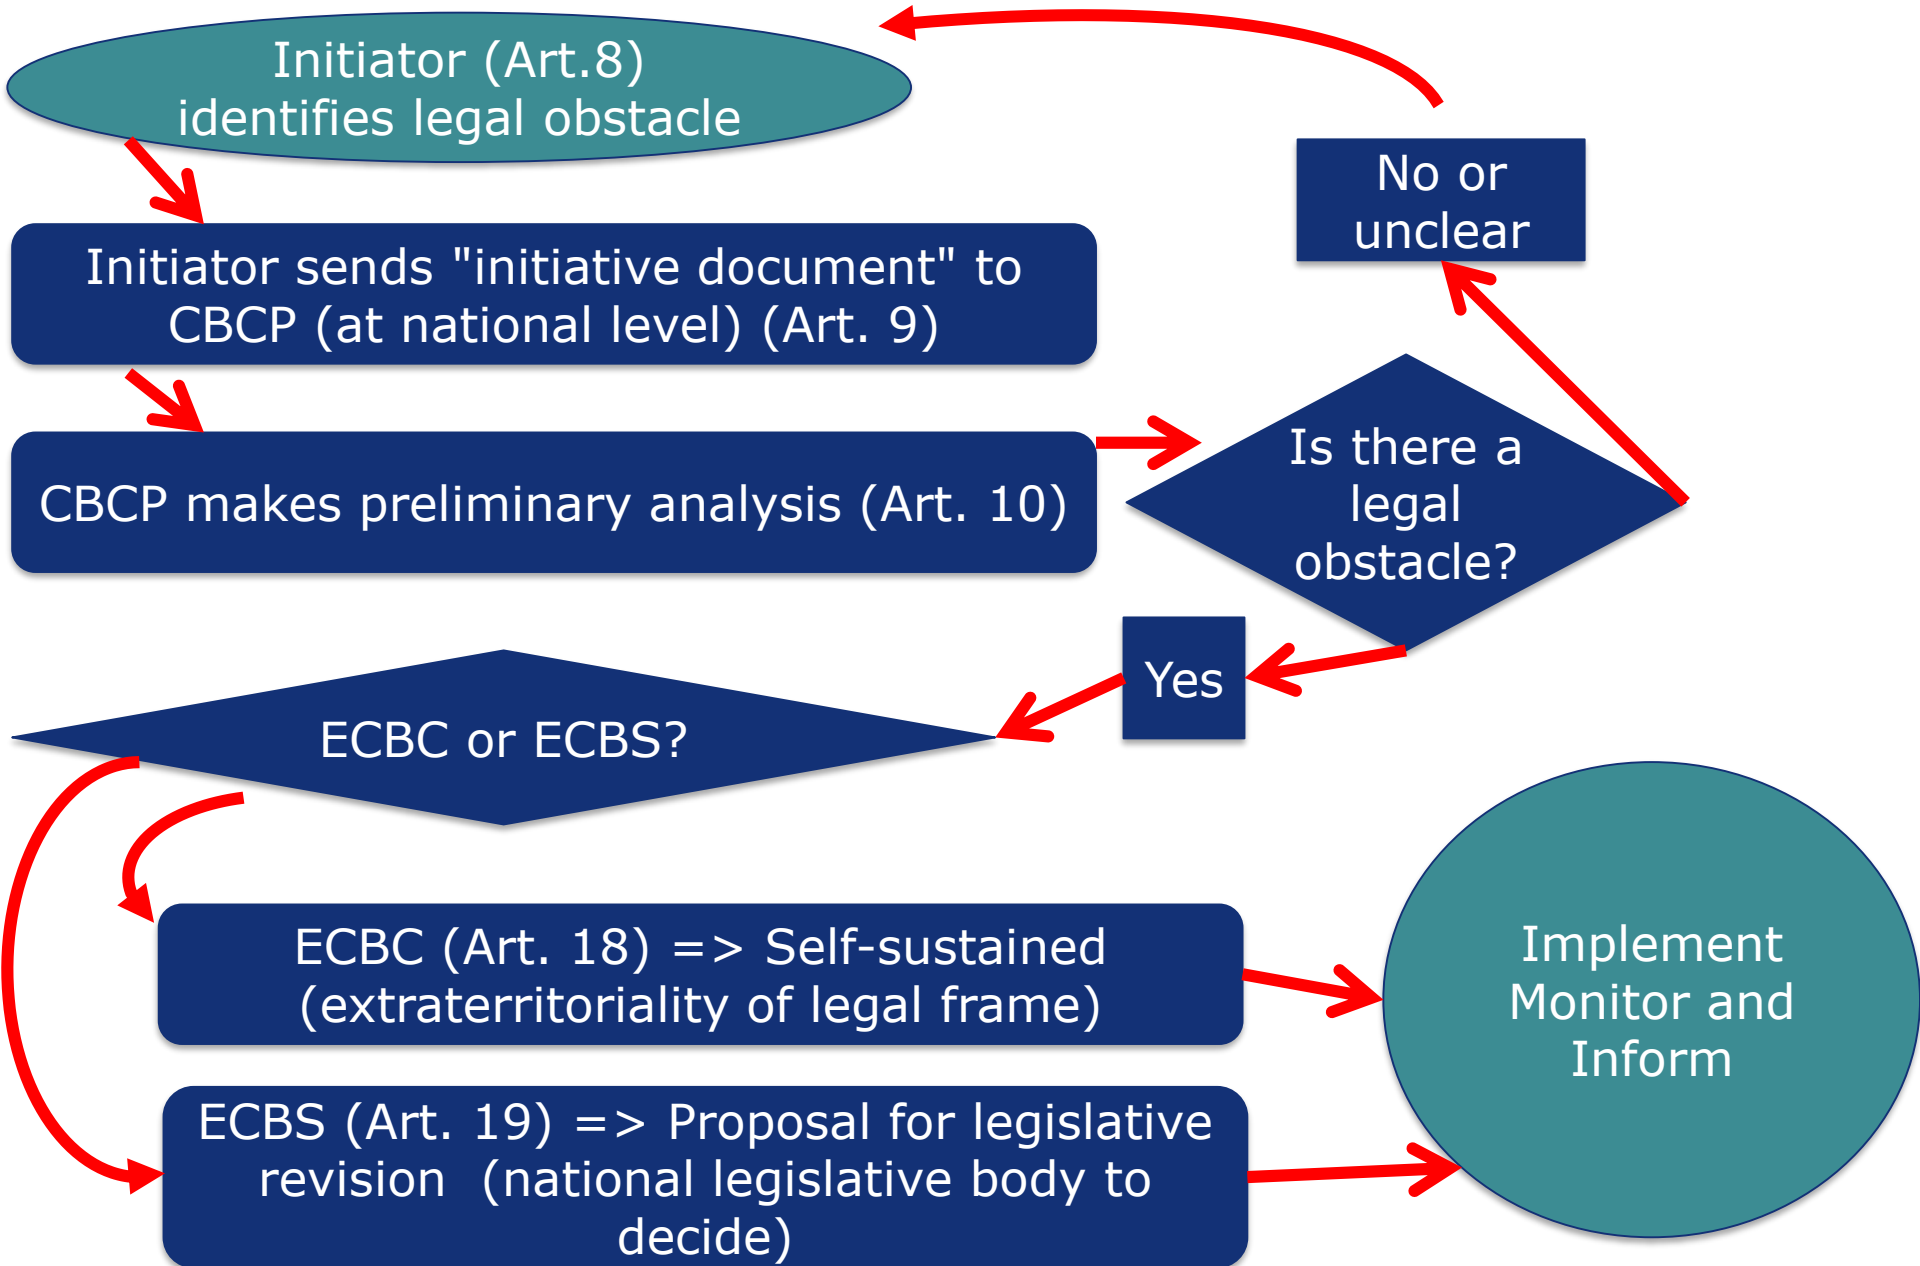 Initiator (Art.8)
identifies legal obstacle
No or
unclear
Initiator sends "initiative document" to
CBCP (at national level) (Art. 9)
CBCP makes preliminary analysis (Art. 10)
Is there a
legal
obstacle?
Yes
ECBC or ECBS?
ECBC (Art. 18) => Self-sustained
(extraterritoriality of legal frame)
Implement
Monitor and
Inform
ECBS (Art. 19) => Proposal for legislative
revision (national legislative body to
decide)